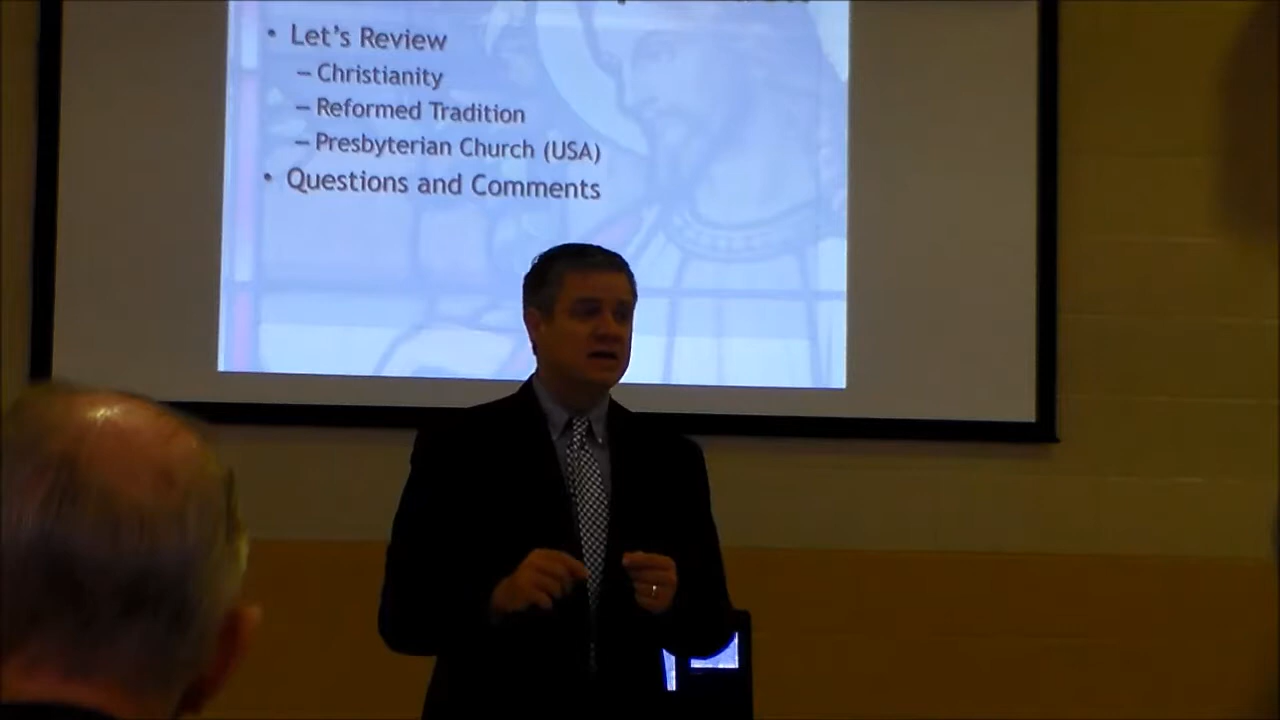 • Let's Review
– Christianity
– Reformed Tradition
– Presbyterian Church (USA)
• Questions and Comments